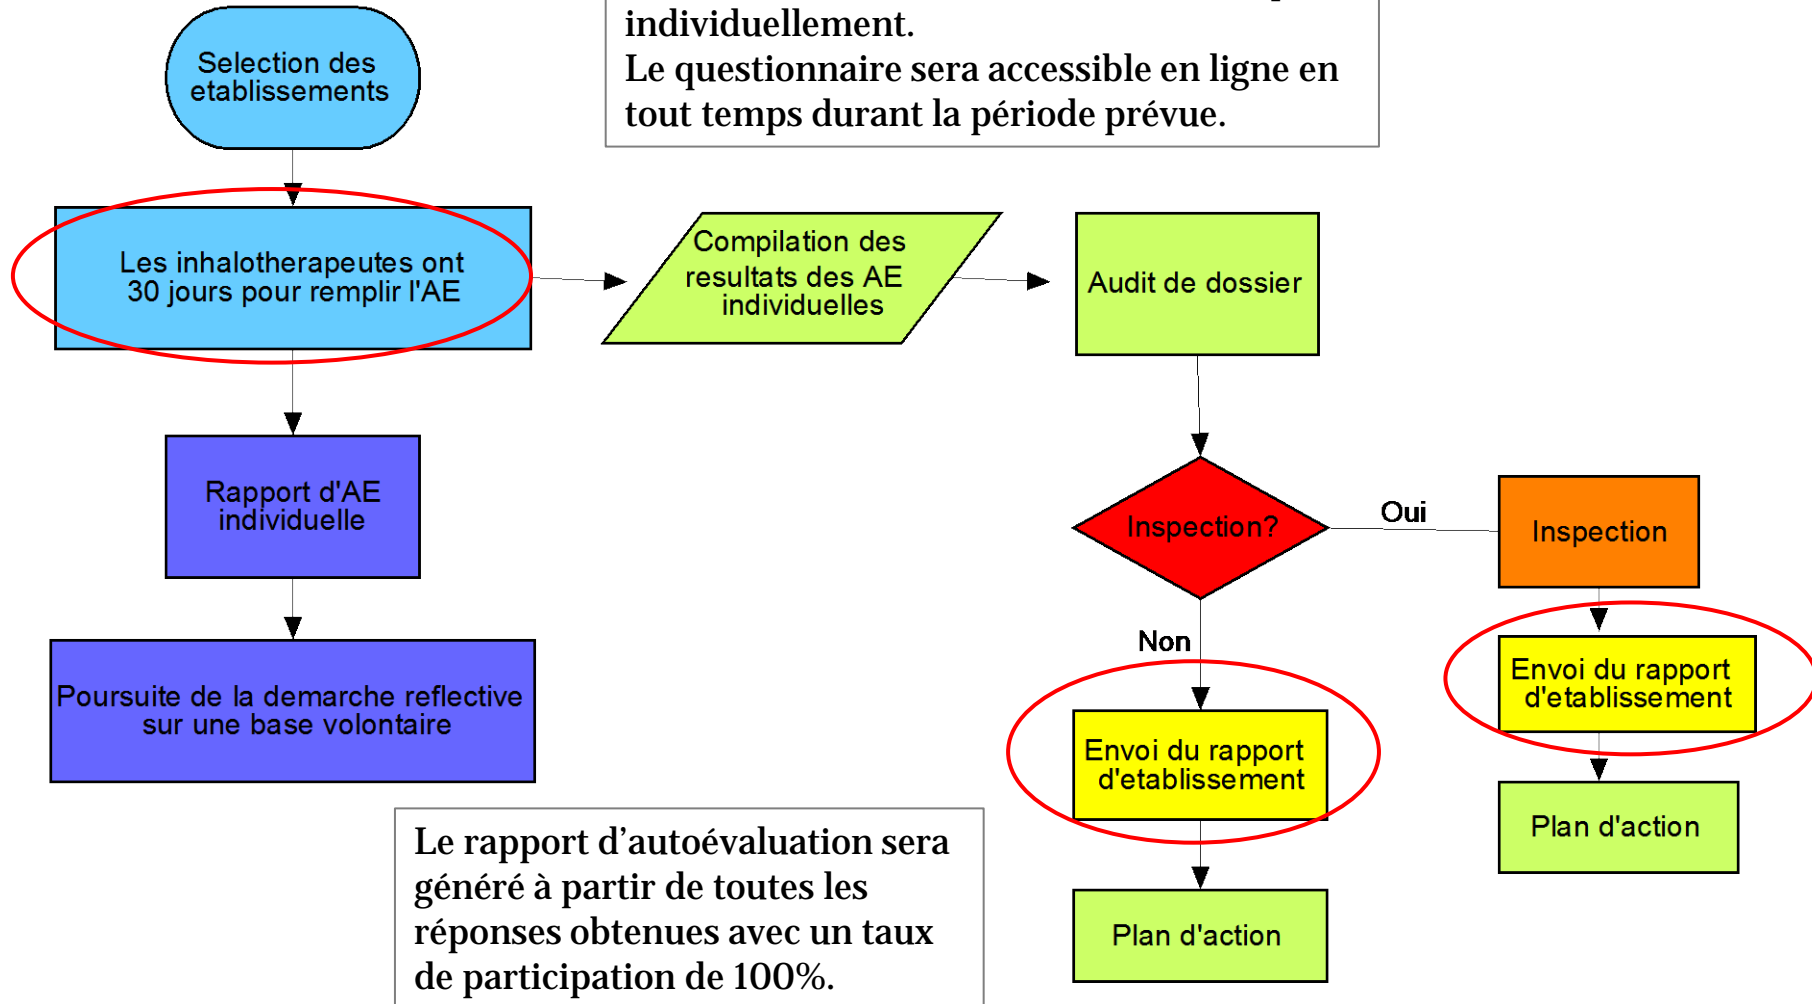 individuellement.
Le questionnaire sera accessible en ligne en
tout temps durant la période prévue.
Selection des
etablissements
Les inhalotherapeutes ont
30 jours pour remplir l'AE
Compilation des
resultats des AE
individuelles
Audit de dossier
Rapport d'AE
individuelle
Inspection?
Oui
Inspection
Non
Poursuite de la demarche reflective
sur une base volontaire
Envoi du rapport
d'etablissement
Envoi du rapport
d'etablissement
Plan d'action
Plan d'action
Le rapport d’autoévaluation sera
généré à partir de toutes les
réponses obtenues avec un taux
de participation de 100%.